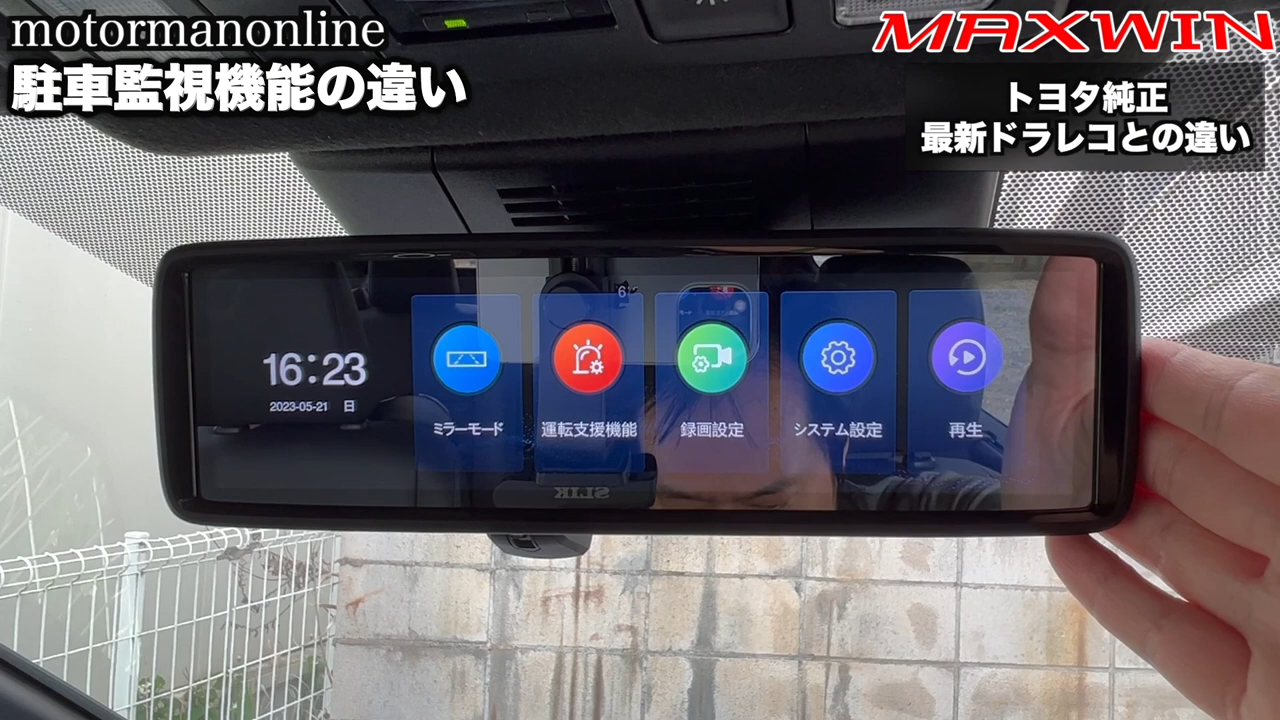 motormanonline
駐車監視機能の違い
MAXWIN
トヨタ純正
最新ドラレコとの違い
16:23
2023-05-21 日
ミラーモード
運転支援機能
録画設定
システム設定
再生
SLIK